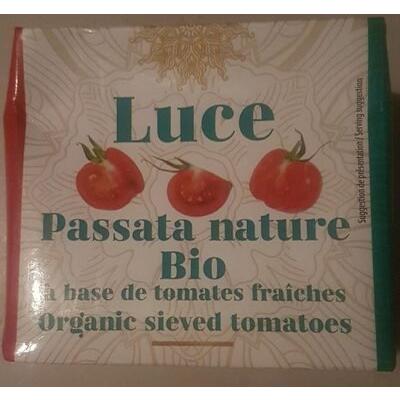 Luce
Passata nature
Bio
à base de tomates fraîches
Organic sieved tomatoes
Suggestion de présentation / Serving suggestion